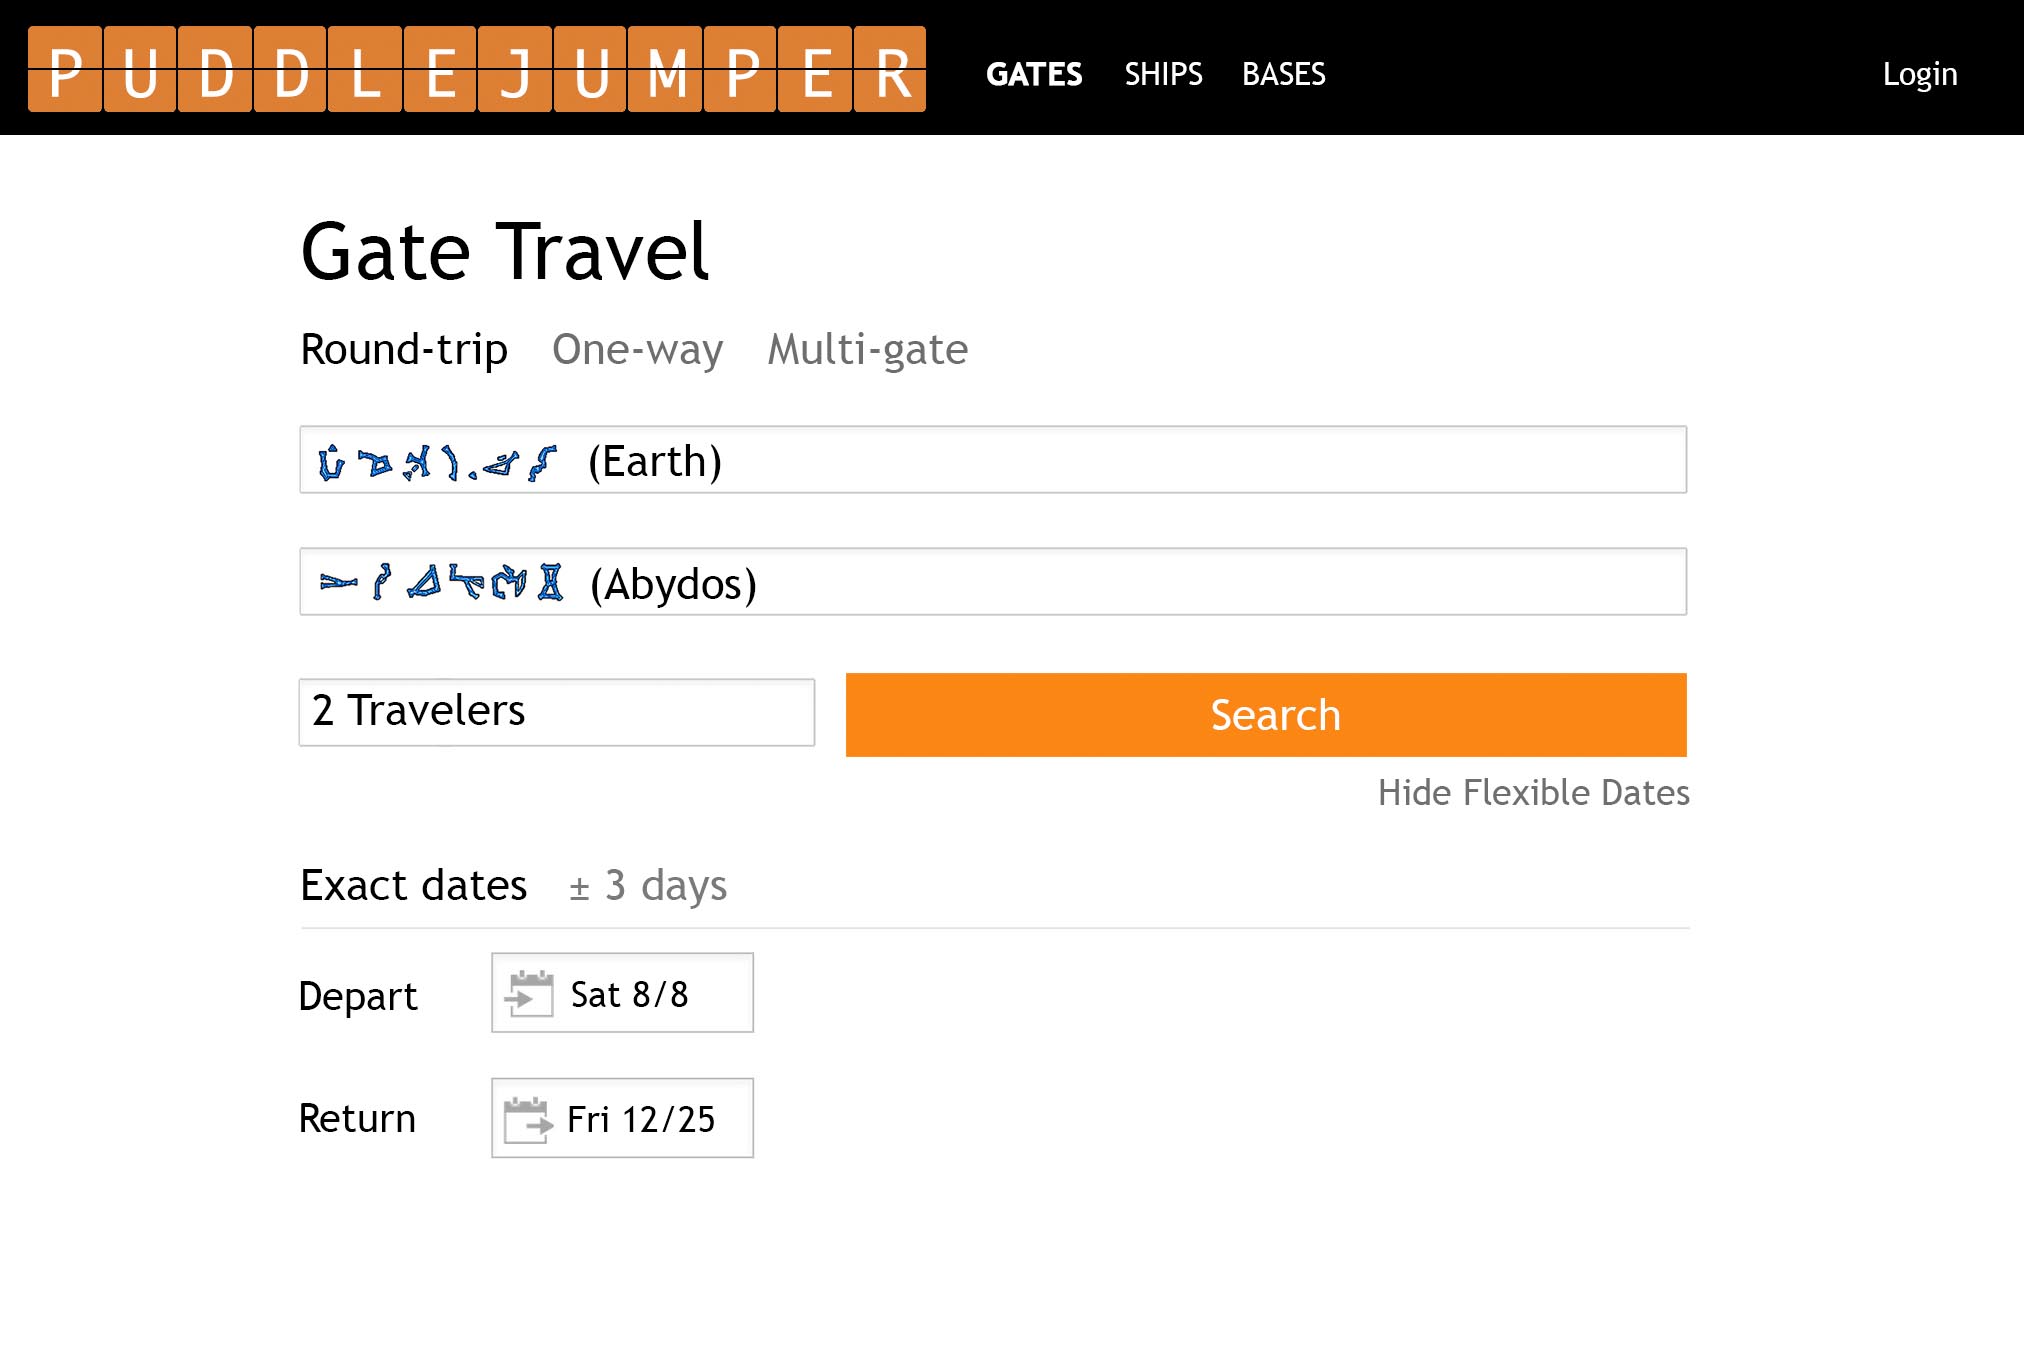 PUDDLEJUMPER GATES SHIPS BASES Login
Gate Travel
Round-trip One-way Multi-gate
(Earth)
(Abydos)
2 Travelers Search
Hide Flexible Dates
Exact dates ± 3 days
Depart Sat 8/8
Return Fri 12/25